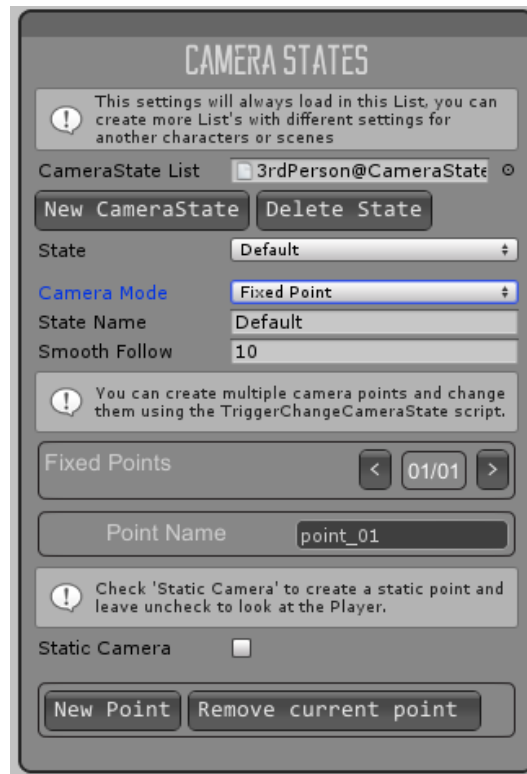 CAMERA STATES
This settings will always load in this List, you can
create more List's with different settings for
another characters or scenes
CameraState List 3rdPerson@CameraState
New CameraState Delete State
State Default
Camera Mode Fixed Point
State Name Default
Smooth Follow 10
You can create multiple camera points and change
them using the TriggerChangeCameraState script.
Fixed Points < 01/01 >
Point Name point_01
Check 'Static Camera' to create a static point and
leave uncheck to look at the Player.
Static Camera
New Point Remove current point